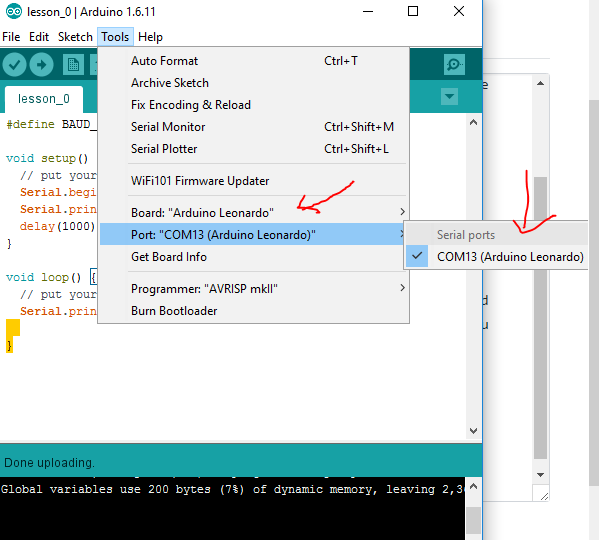 lesson_0 | Arduino 1.6.11
File Edit Sketch Tools Help
lesson_0
Auto Format Ctrl+T
Archive Sketch
Fix Encoding & Reload
Serial Monitor Ctrl+Shift+M
Serial Plotter Ctrl+Shift+L
WiFi101 Firmware Updater
Board: "Arduino Leonardo"
Port: "COM13 (Arduino Leonardo)"
Get Board Info
Programmer: "AVRISP mkII"
Burn Bootloader
Serial ports
COM13 (Arduino Leonardo)
#define BAUD_
void setup()
// put your
Serial.begi
Serial.prin
delay(1000)
}
void loop() {
// put your
Serial.prin
}
e
d
u
Done uploading.
Global variables use 200 bytes (7%) of dynamic memory, leaving 2,3